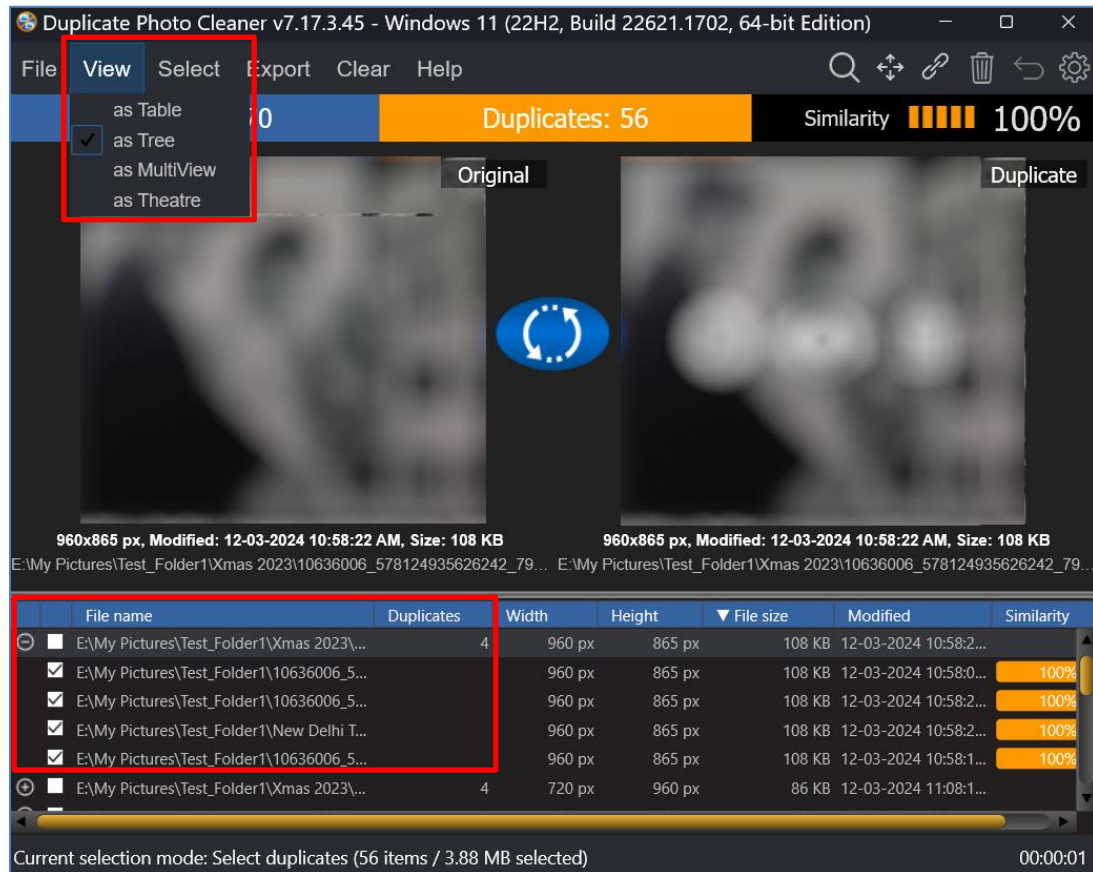 Duplicate Photo Cleaner v7.17.3.45 - Windows 11 (22H2, Build 22621.1702, 64-bit Edition)
File View Select Export Clear Help
as Table
as Tree
as MultiView
as Theatre
70 Duplicates: 56 Similarity 100%
Original Duplicate
960x865 px, Modified: 12-03-2024 10:58:22 AM, Size: 108 KB 960x865 px, Modified: 12-03-2024 10:58:22 AM, Size: 108 KB
E:\My Pictures\Test_Folder1\Xmas 2023\10636006_578124935626242_79... E:\My Pictures\Test_Folder1\Xmas 2023\10636006_578124935626242_79...
File name Duplicates Width Height ▼ File size Modified Similarity
E:\My Pictures\Test_Folder1\Xmas 2023\... 4 960 px 865 px 108 KB 12-03-2024 10:58:2...
E:\My Pictures\Test_Folder1\10636006_5... 960 px 865 px 108 KB 12-03-2024 10:58:0... 100%
E:\My Pictures\Test_Folder1\10636006_5... 960 px 865 px 108 KB 12-03-2024 10:58:2... 100%
E:\My Pictures\Test_Folder1\New Delhi T... 960 px 865 px 108 KB 12-03-2024 10:58:2... 100%
E:\My Pictures\Test_Folder1\10636006_5... 960 px 865 px 108 KB 12-03-2024 10:58:1... 100%
E:\My Pictures\Test_Folder1\Xmas 2023\... 4 720 px 960 px 86 KB 12-03-2024 11:08:1...
Current selection mode: Select duplicates (56 items / 3.88 MB selected) 00:00:01